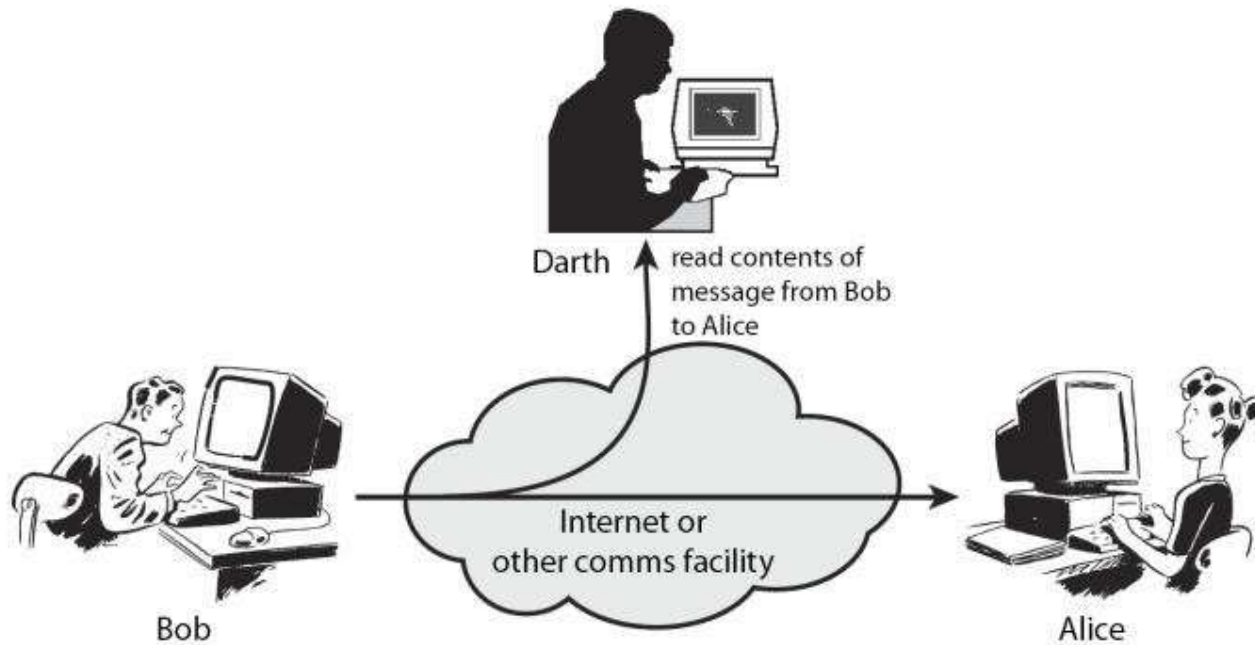 Darth
read contents of
message from Bob
to Alice
Internet or
other comms facility
Bob
Alice